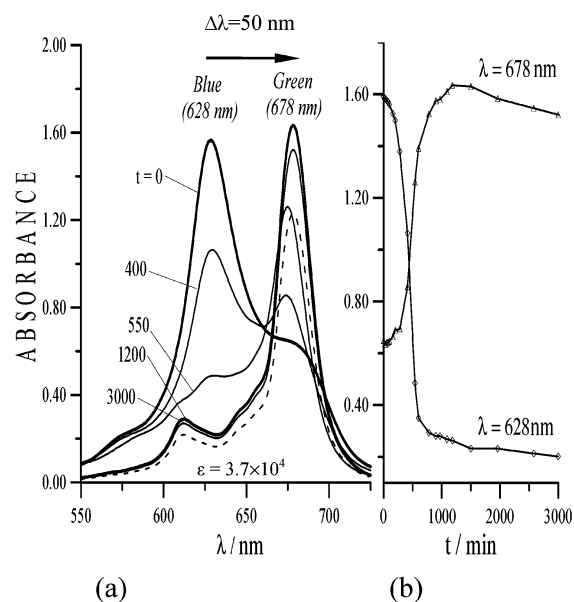 Δλ=50 nm
Blue
(628 nm)
Green
(678 nm)
t = 0
400
550
1200
3000
ε = 3.7×10⁴
ABSORBANCE
2.00
1.60
1.20
0.80
0.40
0.00
550
600
650
700
λ / nm
(a)
λ = 678 nm
1.60
1.20
0.80
0.40
λ = 628nm
0
1000
2000
3000
t / min
(b)